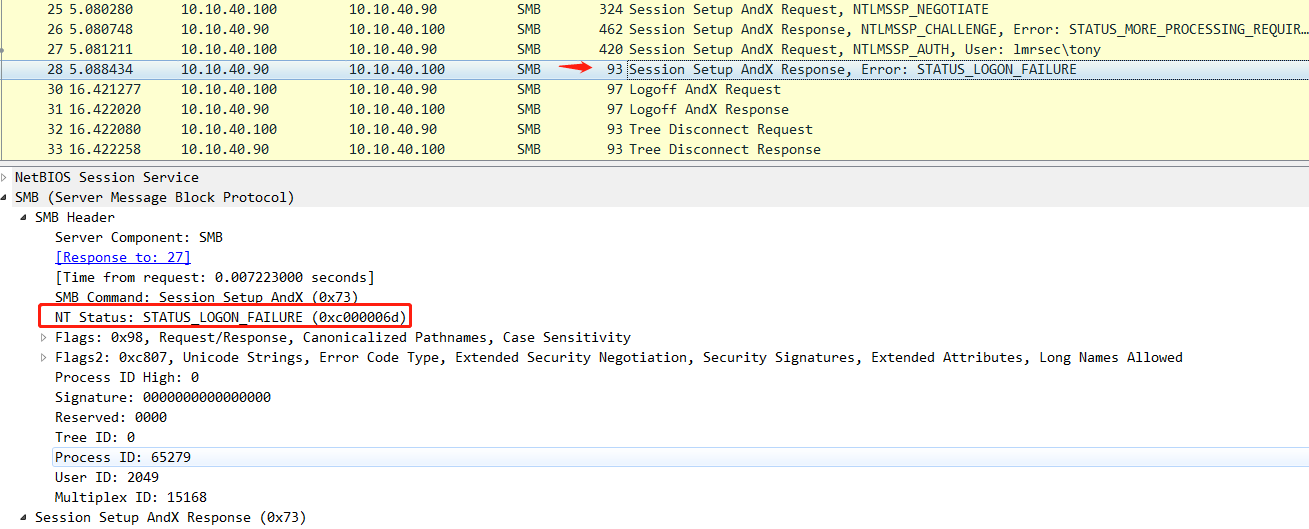 25 5.080280 10.10.40.100 10.10.40.90 SMB 324 Session Setup AndX Request, NTLMSSP_NEGOTIATE
26 5.080748 10.10.40.90 10.10.40.100 SMB 462 Session Setup AndX Response, NTLMSSP_CHALLENGE, Error: STATUS_MORE_PROCESSING_REQUIR...
27 5.081211 10.10.40.100 10.10.40.90 SMB 420 Session Setup AndX Request, NTLMSSP_AUTH, User: lmrsec\tony
28 5.088434 10.10.40.90 10.10.40.100 SMB 93 Session Setup AndX Response, Error: STATUS_LOGON_FAILURE
30 16.421277 10.10.40.100 10.10.40.90 SMB 97 Logoff AndX Request
31 16.422020 10.10.40.90 10.10.40.100 SMB 97 Logoff AndX Response
32 16.422080 10.10.40.100 10.10.40.90 SMB 93 Tree Disconnect Request
33 16.422258 10.10.40.90 10.10.40.100 SMB 93 Tree Disconnect Response
NetBIOS Session Service
SMB (Server Message Block Protocol)
SMB Header
Server Component: SMB
[Response to: 27]
[Time from request: 0.007223000 seconds]
SMB Command: Session Setup AndX (0x73)
NT Status: STATUS_LOGON_FAILURE (0xc000006d)
Flags: 0x98, Request/Response, Canonicalized Pathnames, Case Sensitivity
Flags2: 0xc807, Unicode Strings, Error Code Type, Extended Security Negotiation, Security Signatures, Extended Attributes, Long Names Allowed
Process ID High: 0
Signature: 0000000000000000
Reserved: 0000
Tree ID: 0
Process ID: 65279
User ID: 2049
Multiplex ID: 15168
Session Setup AndX Response (0x73)